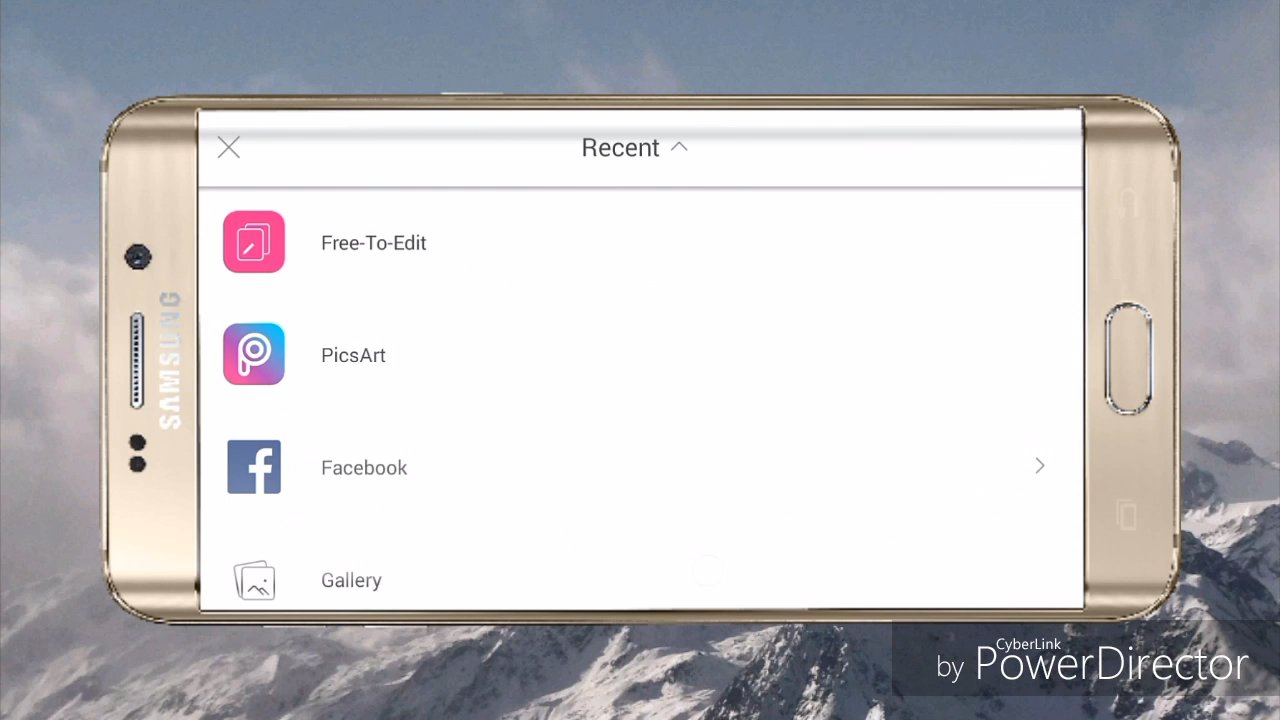 Recent
Free-To-Edit
PicsArt
Facebook
Gallery
SAMSUNG
CyberLink
by PowerDirector